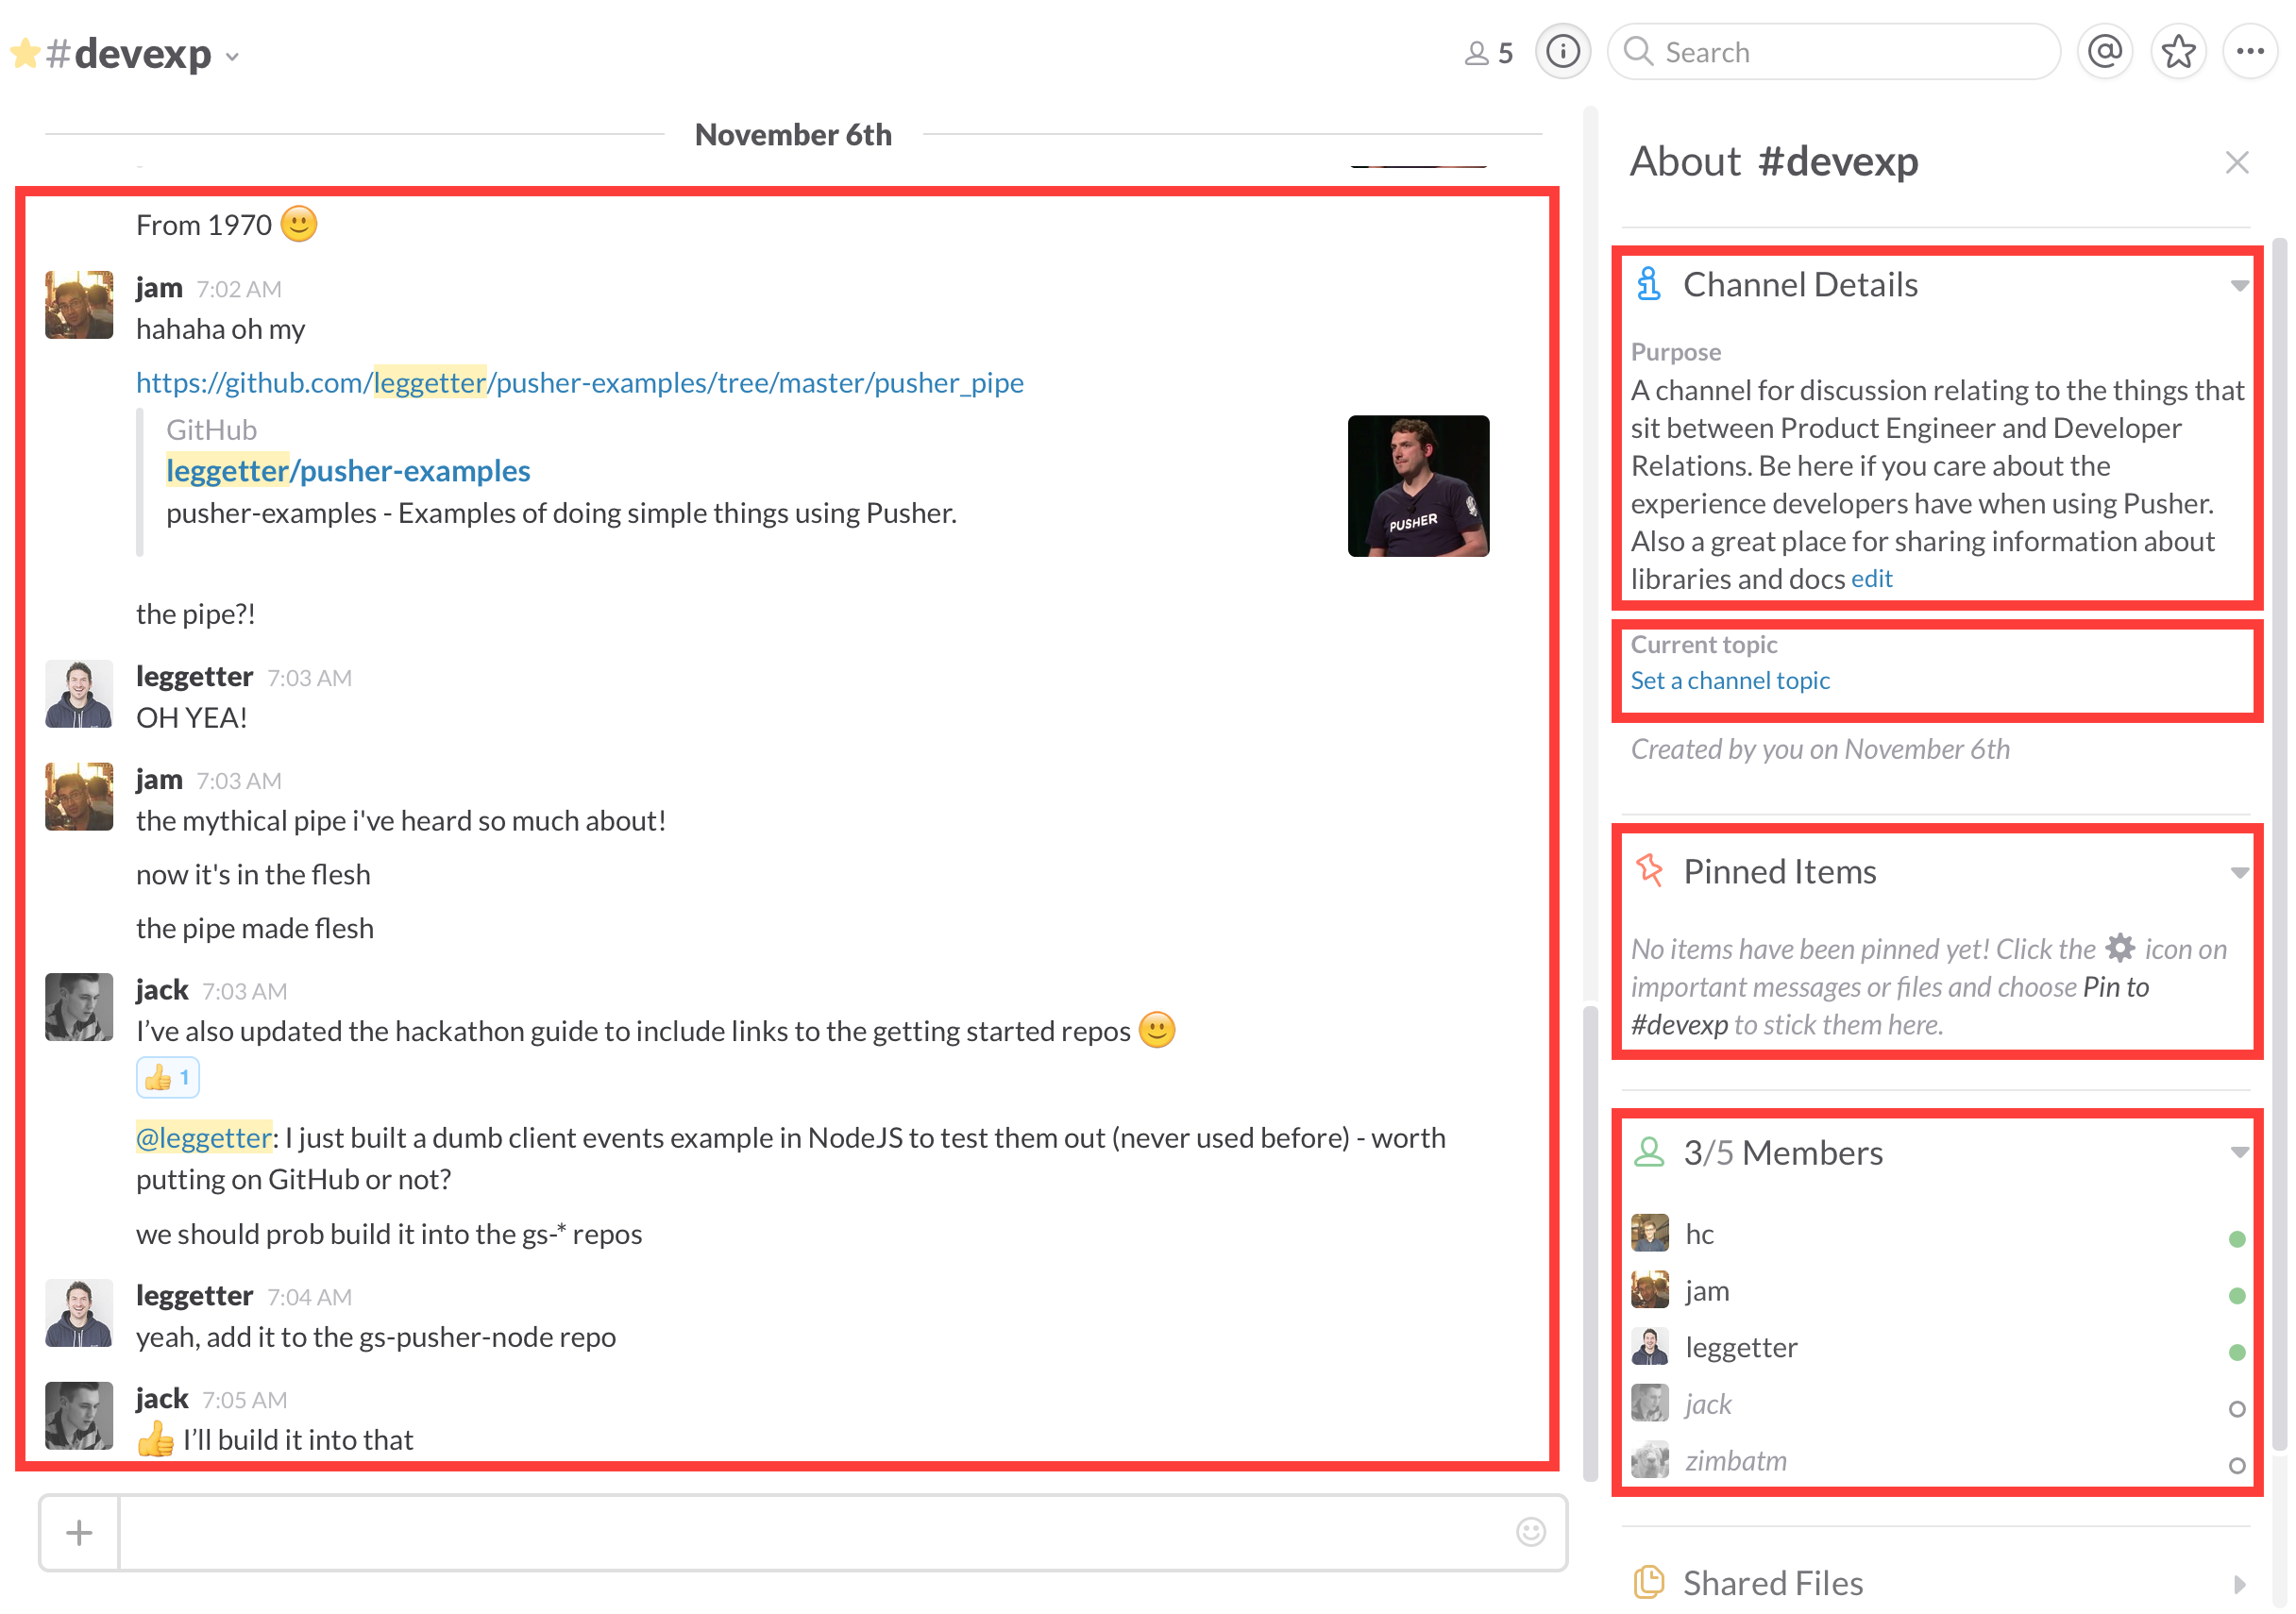 #devexp
5
Search
November 6th
From 1970
jam 7:02 AM
hahaha oh my
https://github.com/leggetter/pusher-examples/tree/master/pusher_pipe
GitHub
leggetter/pusher-examples
pusher-examples - Examples of doing simple things using Pusher.
PUSHER
the pipe?!
leggetter 7:03 AM
OH YEA!
jam 7:03 AM
the mythical pipe i've heard so much about!
now it's in the flesh
the pipe made flesh
jack 7:03 AM
I’ve also updated the hackathon guide to include links to the getting started repos
1
@leggetter: I just built a dumb client events example in NodeJS to test them out (never used before) - worth
putting on GitHub or not?
we should prob build it into the gs-* repos
leggetter 7:04 AM
yeah, add it to the gs-pusher-node repo
jack 7:05 AM
I’ll build it into that
About #devexp
Channel Details
Purpose
A channel for discussion relating to the things that
sit between Product Engineer and Developer
Relations. Be here if you care about the
experience developers have when using Pusher.
Also a great place for sharing information about
libraries and docs edit
Current topic
Set a channel topic
Created by you on November 6th
Pinned Items
No items have been pinned yet! Click the icon on
important messages or files and choose Pin to
#devexp to stick them here.
3/5 Members
hc
jam
leggetter
jack
zimbatm
Shared Files